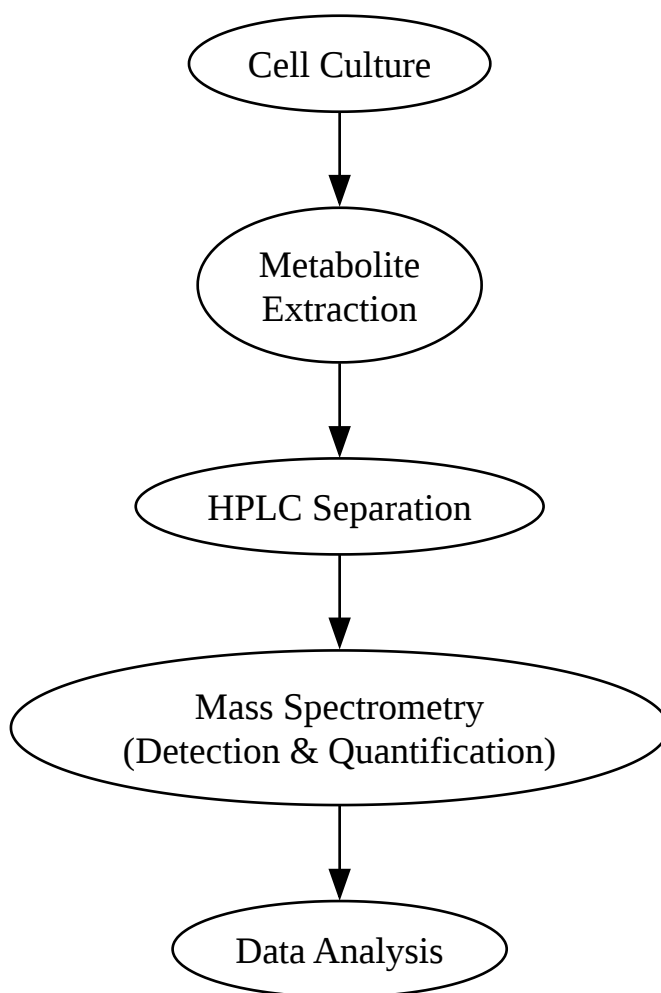 Cell Culture
Metabolite
Extraction
HPLC Separation
Mass Spectrometry
(Detection & Quantification)
Data Analysis